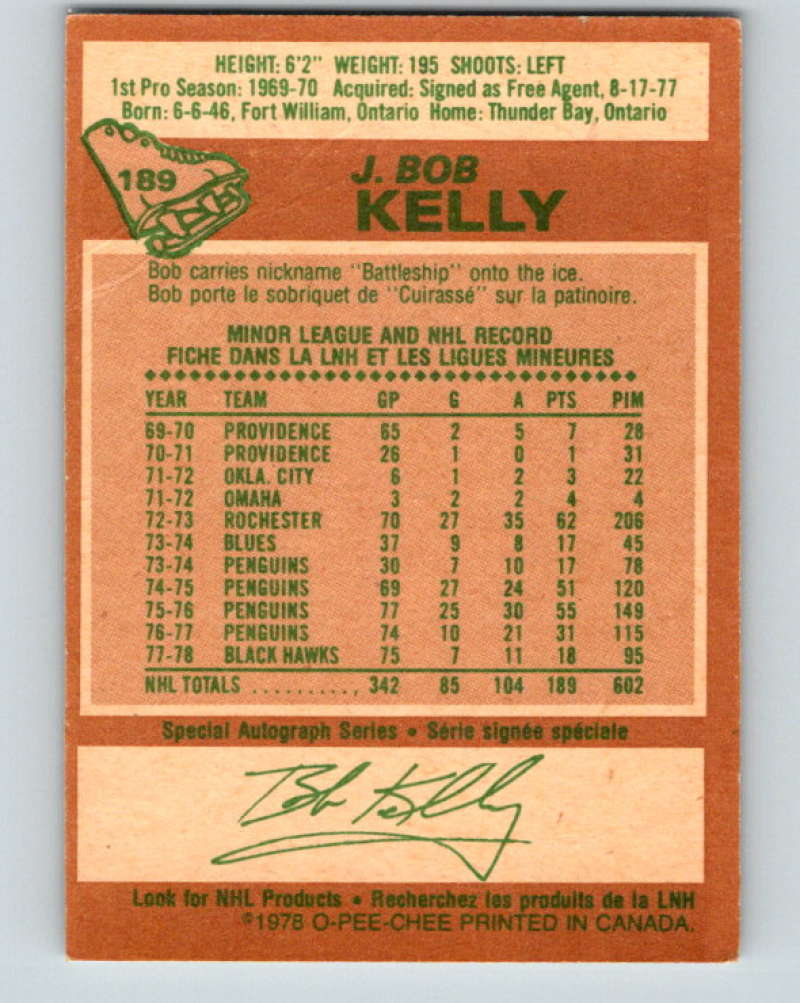 HEIGHT: 6'2" WEIGHT: 195 SHOOTS: LEFT
1st Pro Season: 1969-70 Acquired: Signed as Free Agent, 8-17-77
Born: 6-6-46, Fort William, Ontario Home: Thunder Bay, Ontario
189
J. BOB
KELLY
Bob carries nickname "Battleship" onto the ice.
Bob porte le sobriquet de "Cuirassé" sur la patinoire.
MINOR LEAGUE AND NHL RECORD
FICHE DANS LA LNH ET LES LIGUES MINEURES
YEAR TEAM GP G A PTS PIM
69-70 PROVIDENCE 65 2 5 7 28
70-71 PROVIDENCE 26 1 0 1 31
71-72 OKLA. CITY 6 1 2 3 22
71-72 OMAHA 3 2 2 4 4
72-73 ROCHESTER 70 27 35 62 206
73-74 BLUES 37 9 8 17 45
73-74 PENGUINS 30 7 10 17 78
74-75 PENGUINS 69 27 24 51 120
75-76 PENGUINS 77 25 30 55 149
76-77 PENGUINS 74 10 21 31 115
77-78 BLACK HAWKS 75 7 11 18 95
NHL TOTALS .......... 342 85 104 189 602
Special Autograph Series • Série signée spéciale
Bob Kelly
Look for NHL Products • Recherchez les produits de la LNH
©1978 O-PEE-CHEE PRINTED IN CANADA.